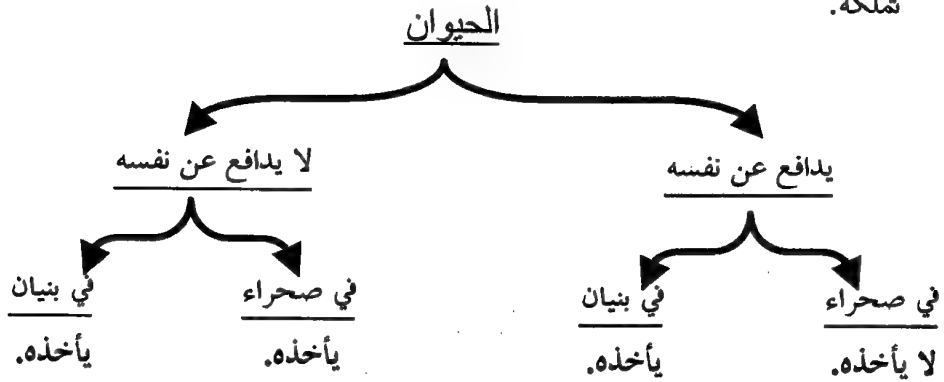 تملكه.
الحيوان
يدافع عن نفسه
لا يدافع عن نفسه
في صحراء
في بنيان
في صحراء
في بنيان
لا يأخذه.
يأخذه.
يأخذه.
يأخذه.